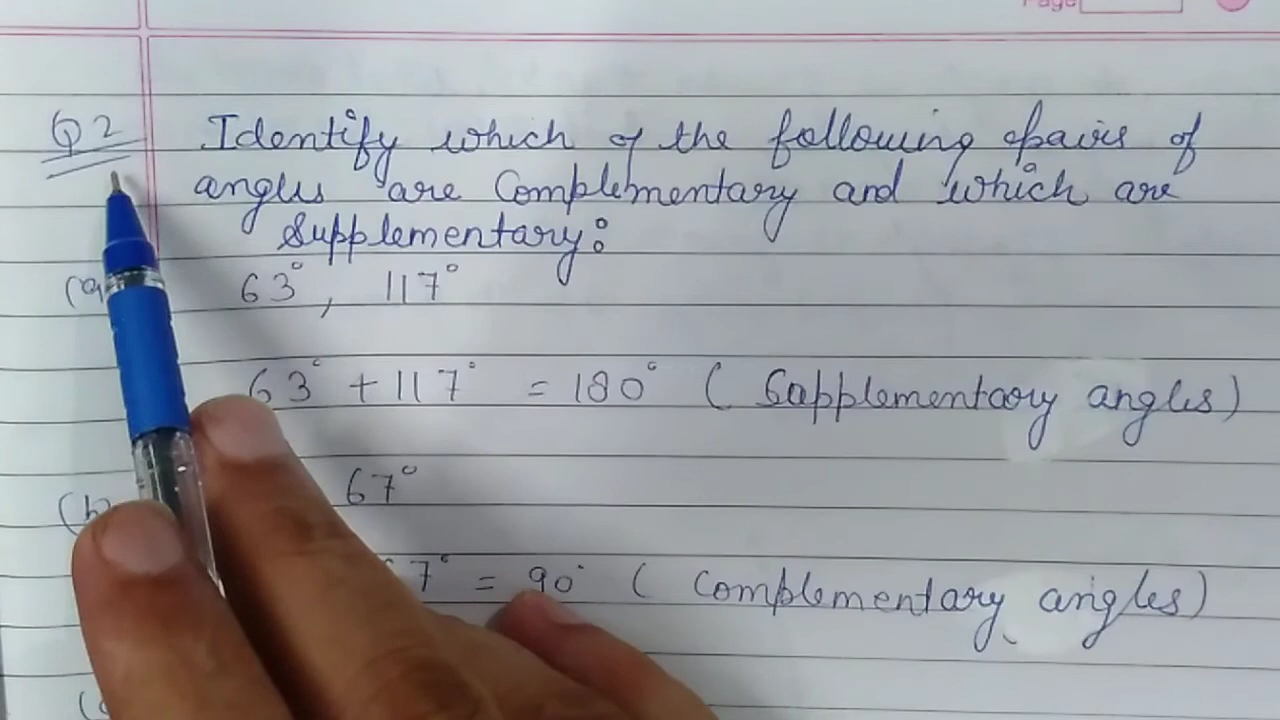 Page
Q2 Identify which of the following pairs of
angles are Complementary and which are
Supplementary:
(a) 63°, 117°
63° + 117° = 180° (Supplementary angles)
(b) 67°
7° = 90° (Complementary angles)